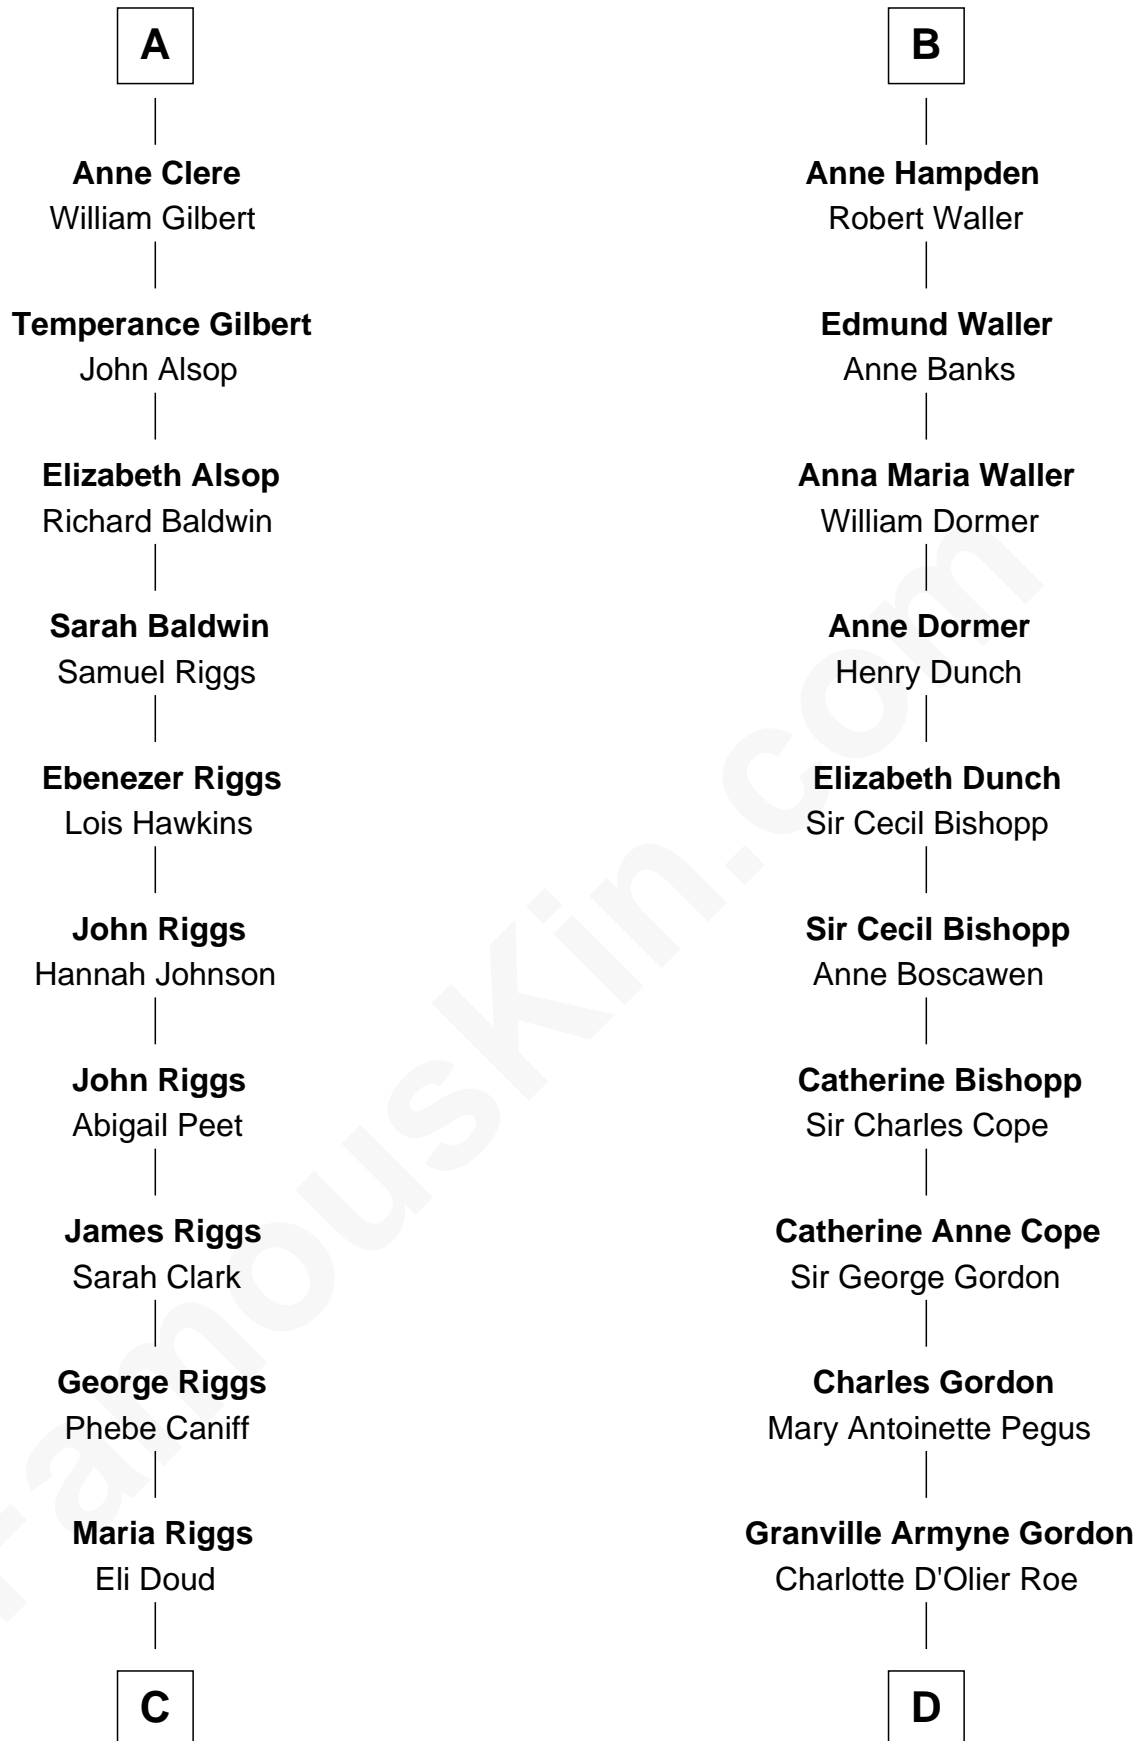 A
Anne Clere
William Gilbert
Temperance Gilbert
John Alsop
Elizabeth Alsop
Richard Baldwin
Sarah Baldwin
Samuel Riggs
Ebenezer Riggs
Lois Hawkins
John Riggs
Hannah Johnson
John Riggs
Abigail Peet
James Riggs
Sarah Clark
George Riggs
Phebe Caniff
Maria Riggs
Eli Doud
C
B
Anne Hampden
Robert Waller
Edmund Waller
Anne Banks
Anna Maria Waller
William Dormer
Anne Dormer
Henry Dunch
Elizabeth Dunch
Sir Cecil Bishopp
Sir Cecil Bishopp
Anne Boscawen
Catherine Bishopp
Sir Charles Cope
Catherine Anne Cope
Sir George Gordon
Charles Gordon
Mary Antoinette Pegus
Granville Armyne Gordon
Charlotte D'Olier Roe
D
FamousKin.com